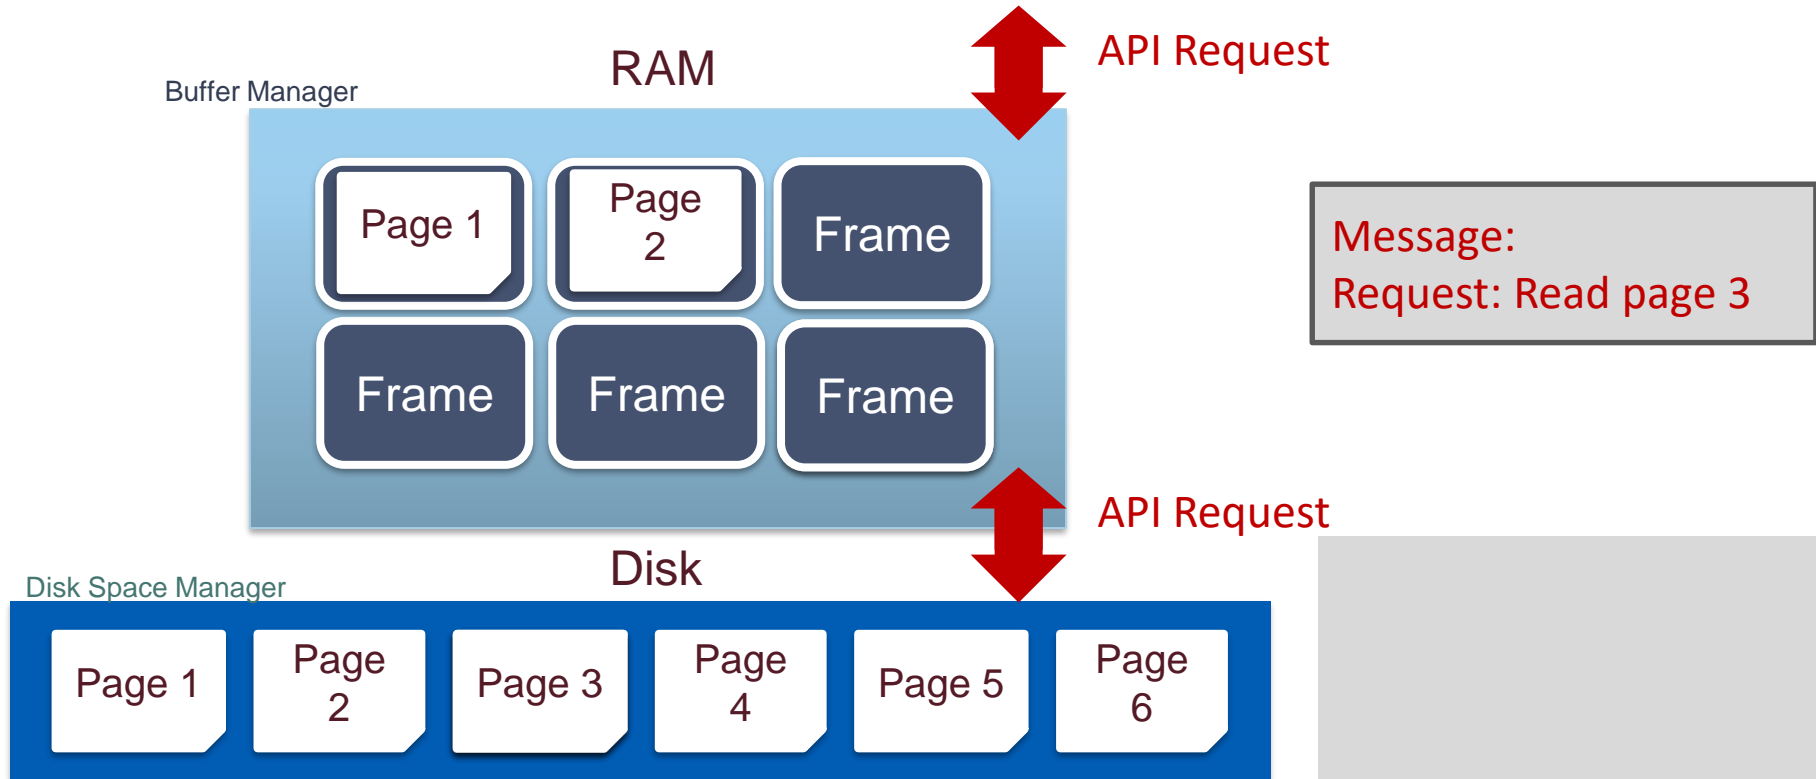 RAM
API Request
Buffer Manager
Page 1
Page
2
Frame
Message:
Request: Read page 3
Frame
Frame
Frame
API Request
Disk
Disk Space Manager
Page 1
Page
2
Page 3
Page
4
Page 5
Page
6